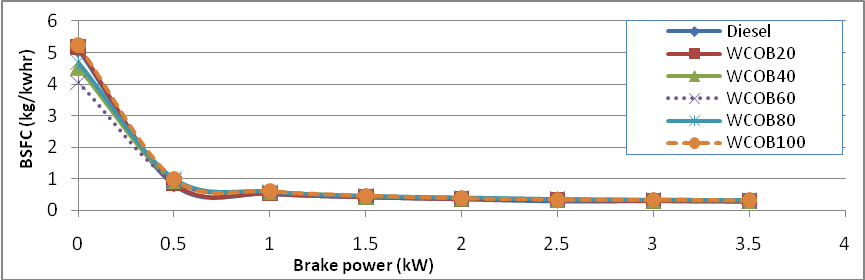 6
5
4
3
2
1
0
BSFC (kg/kwhr)
0 0.5 1 1.5 2 2.5 3 3.5 4
Brake power (kW)
Diesel
WCOB20
WCOB40
WCOB60
WCOB80
WCOB100